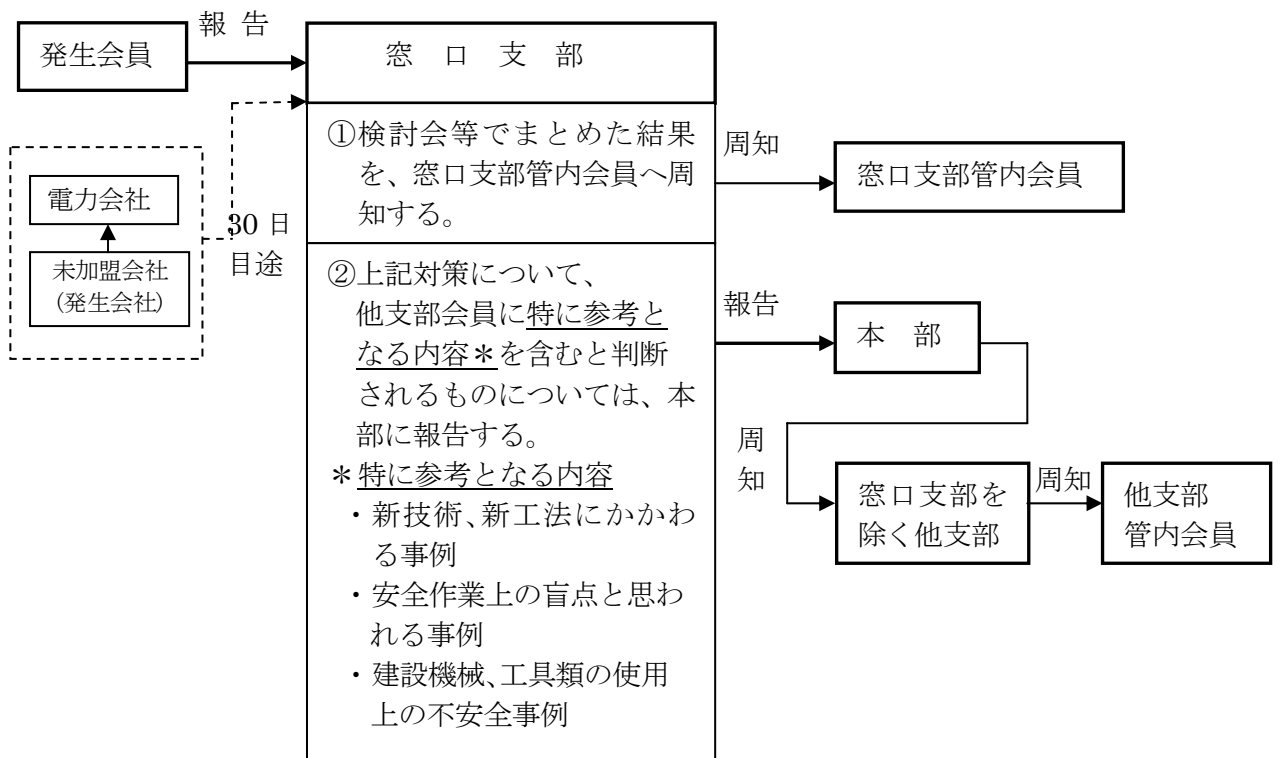 発生会員
報 告
窓 口 支 部
電力会社
未加盟会社
(発生会社)
30 日
目途
①検討会等でまとめた結果
を、窓口支部管内会員へ周
知する。
周知
窓口支部管内会員
②上記対策について、
他支部会員に特に参考と
なる内容＊を含むと判断
されるものについては、本
部に報告する。
＊特に参考となる内容
・新技術、新工法にかかわ
る事例
・安全作業上の盲点と思わ
れる事例
・建設機械、工具類の使用
上の不安全事例
報告
本 部
周
知
窓口支部を
除く他支部
周知
他支部
管内会員